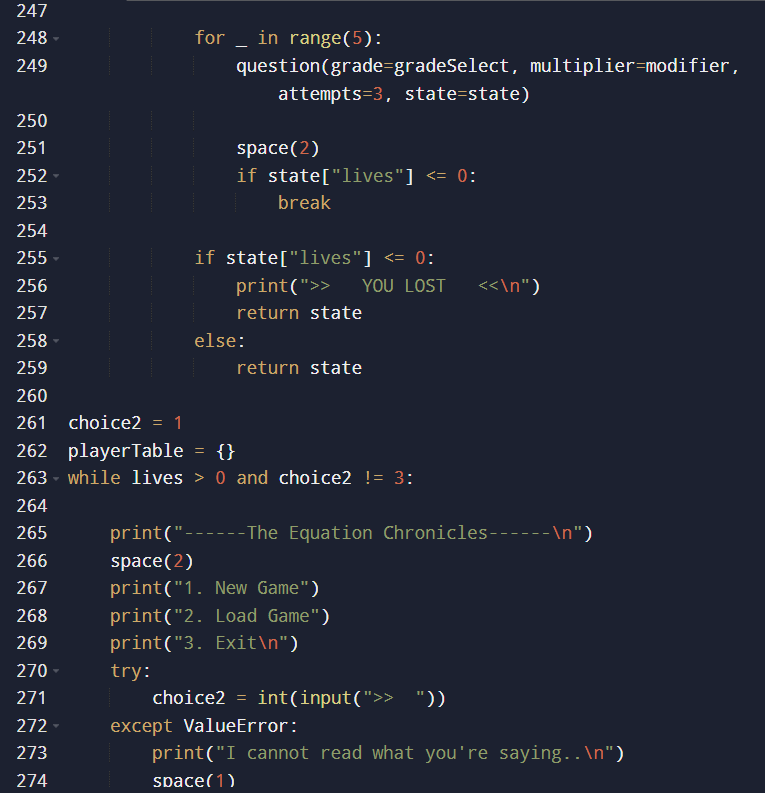 247
248 for _ in range(5):
249 question(grade=gradeSelect, multiplier=modifier,
attempts=3, state=state)
250
251 space(2)
252 if state["lives"] <= 0:
253 break
254
255 if state["lives"] <= 0:
256 print(">>   YOU LOST   <<\n")
257 return state
258 else:
259 return state
260
261 choice2 = 1
262 playerTable = {}
263 while lives > 0 and choice2 != 3:
264
265 print("------The Equation Chronicles------\n")
266 space(2)
267 print("1. New Game")
268 print("2. Load Game")
269 print("3. Exit\n")
270 try:
271 choice2 = int(input(">>  "))
272 except ValueError:
273 print("I cannot read what you're saying..\n")
274 space(1)